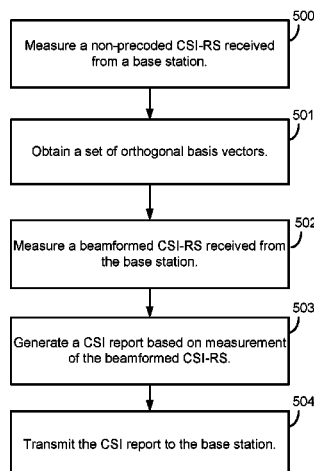 500
Measure a non-precoded CSI-RS received
from a base station.
501
Obtain a set of orthogonal basis vectors.
502
Measure a beamformed CSI-RS received from
the base station.
503
Generate a CSI report based on measurement
of the beamformed CSI-RS.
504
Transmit the CSI report to the base station.